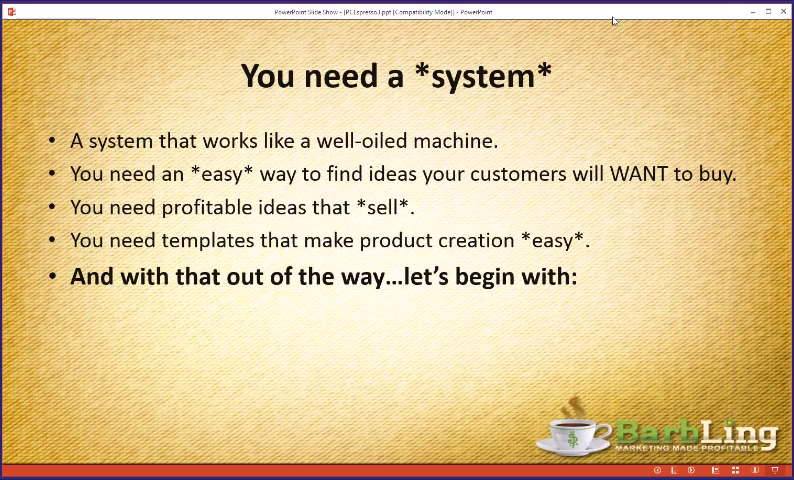 PowerPoint Slide Show - [PCEspresso3.ppt [Compatibility Mode]] - PowerPoint
You need a *system*
• A system that works like a well-oiled machine.
• You need an *easy* way to find ideas your customers will WANT to buy.
• You need profitable ideas that *sell*.
• You need templates that make product creation *easy*.
• And with that out of the way…let's begin with:
$
BarbLing
MARKETING MADE PROFITABLE